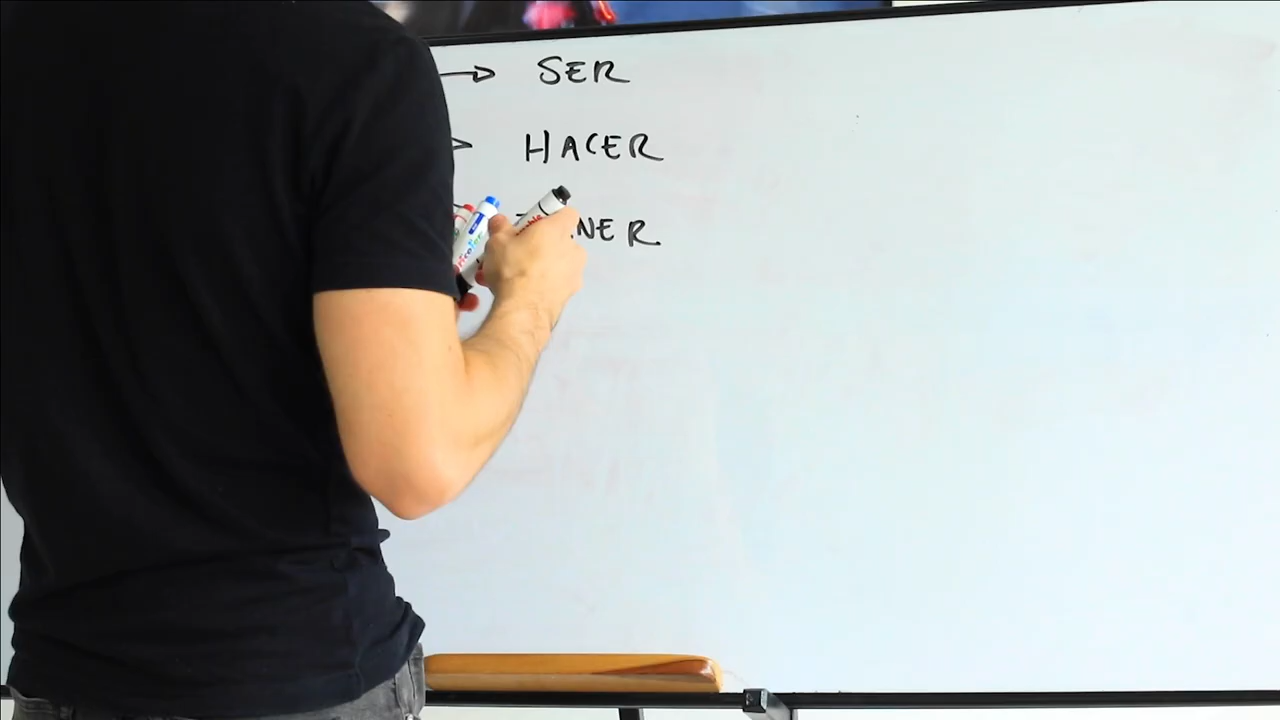 → SER
> HACER
NER